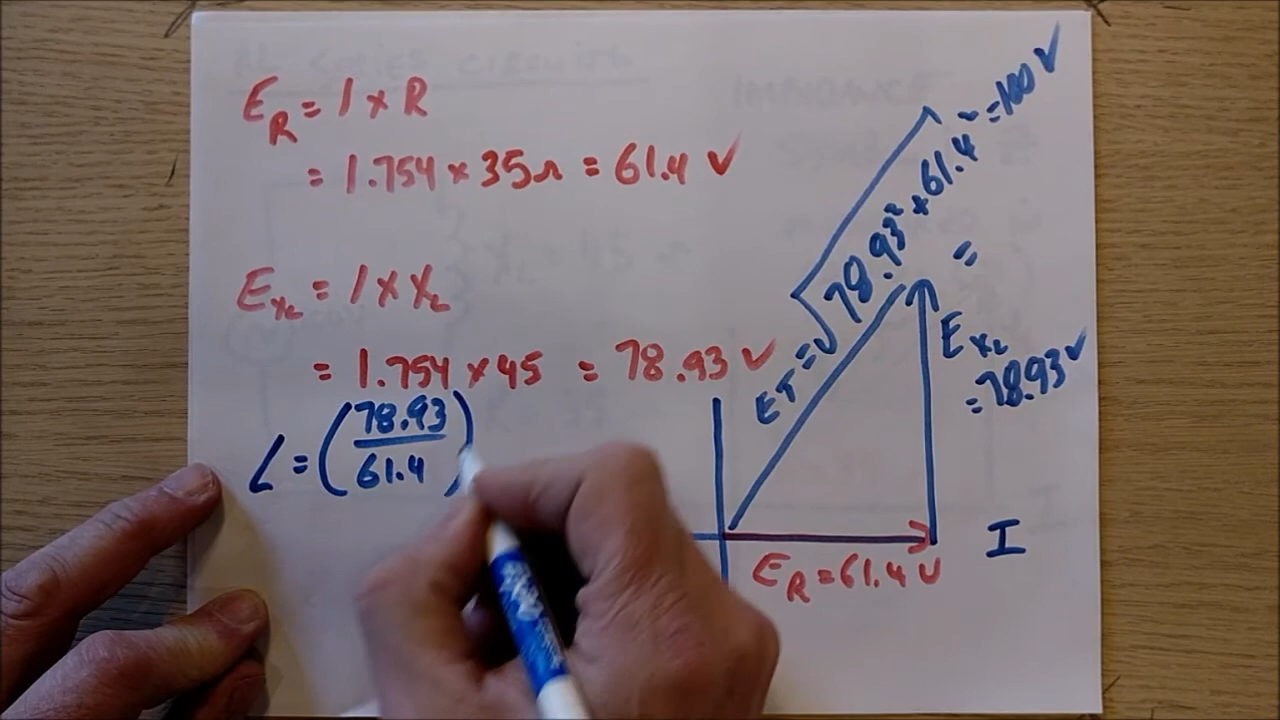 E_R = I × R
= 1.754 × 35Ω = 61.4 V
E_XL = I × X_L
= 1.754 × 45 = 78.93 V
∠ = (78.93 / 61.4)
ET = √78.93² + 61.4² = 100 V
=
E_XL
= 78.93 V
I
E_R = 61.4 V